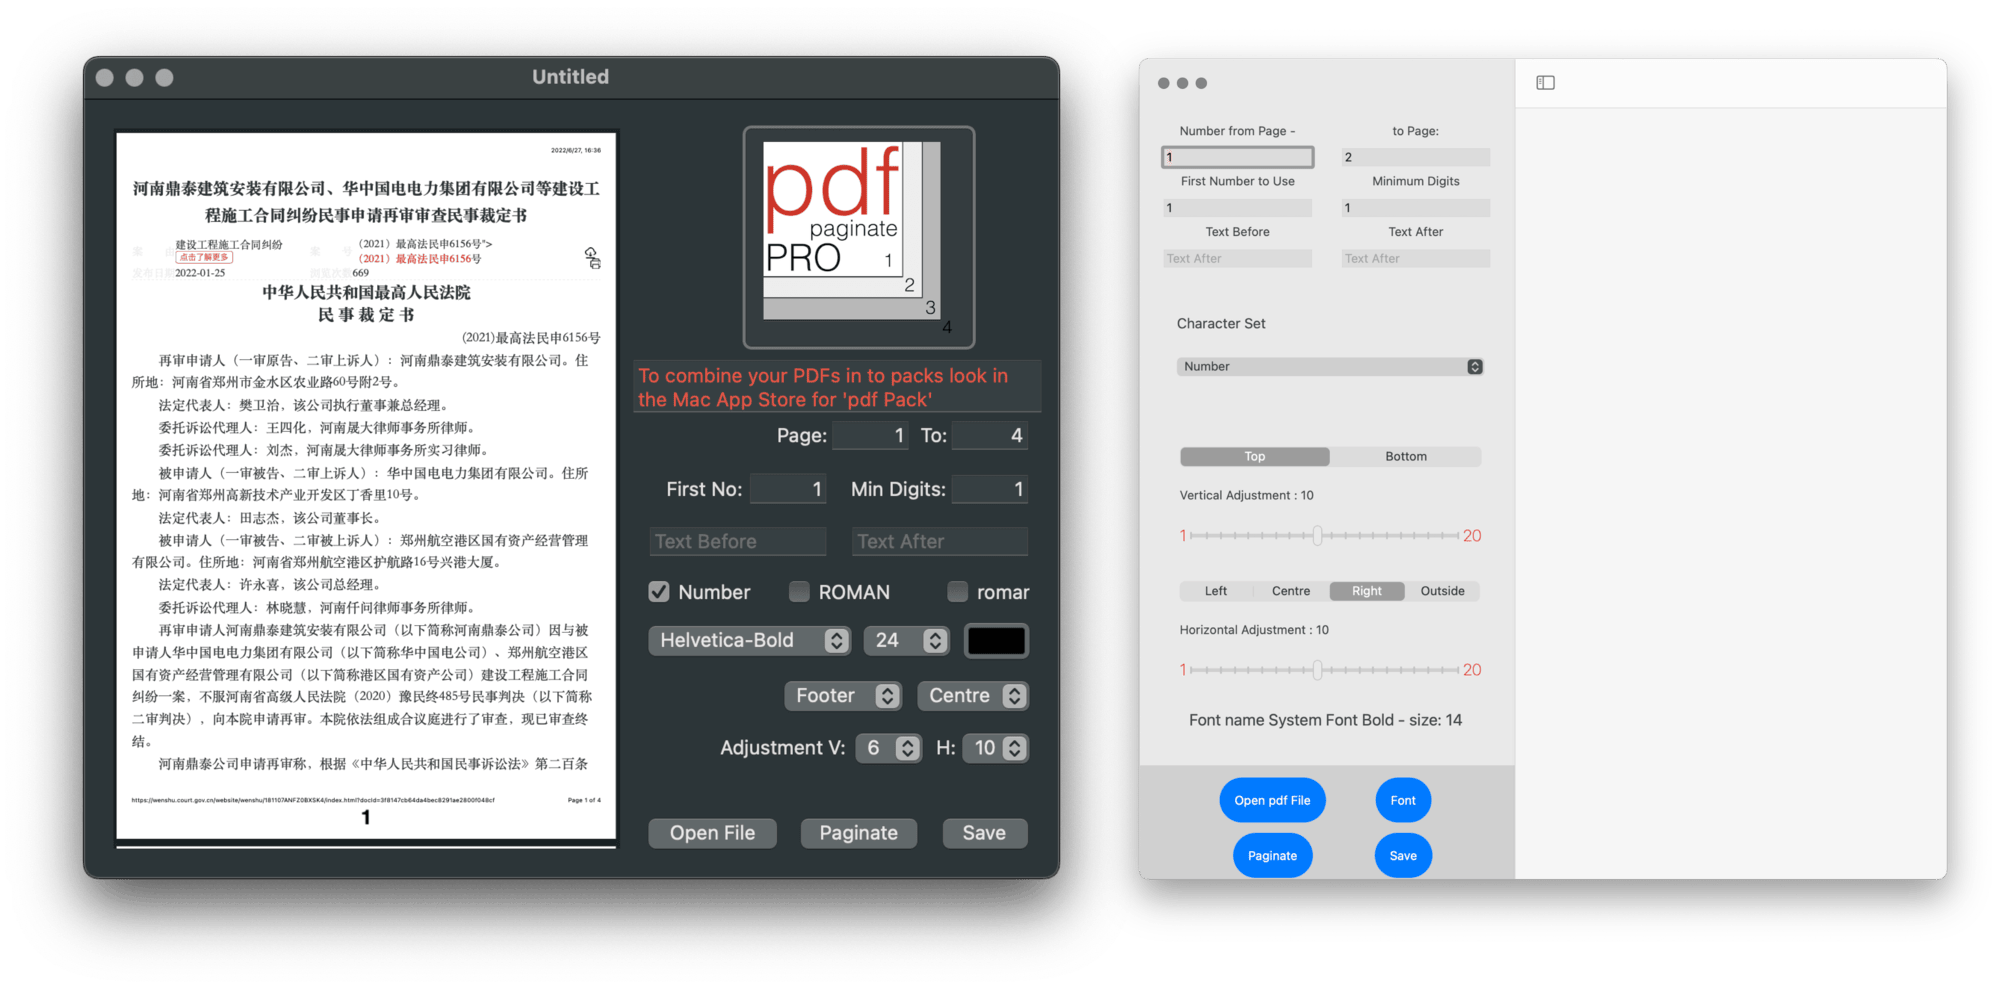 Untitled
2022/6/27, 16:36
河南鼎泰建筑安装有限公司、华中国电电力集团有限公司等建设工
程施工合同纠纷民事申请再审审查民事裁定书
案 由 建设工程施工合同纠纷 案 号 （2021）最高法民申6156号">
点击了解更多 （2021）最高法民申6156号
发布日期 2022-01-25 浏览次数 669
中华人民共和国最高人民法院
民 事 裁 定 书
(2021)最高法民申6156号
再审申请人（一审原告、二审上诉人）：河南鼎泰建筑安装有限公司。住
所地：河南省郑州市金水区农业路60号附2号。
法定代表人：樊卫治，该公司执行董事兼总经理。
委托诉讼代理人：王四化，河南晟大律师事务所律师。
委托诉讼代理人：刘杰，河南晟大律师事务所实习律师。
被申请人（一审被告、二审上诉人）：华中国电电力集团有限公司。住所
地：河南省郑州高新技术产业开发区丁香里10号。
法定代表人：田志杰，该公司董事长。
被申请人（一审被告、二审被上诉人）：郑州航空港区国有资产经营管理
有限公司。住所地：河南省郑州航空港区护航路16号兴港大厦。
法定代表人：许永喜，该公司总经理。
委托诉讼代理人：林晓慧，河南仟问律师事务所律师。
再审申请人河南鼎泰建筑安装有限公司（以下简称河南鼎泰公司）因与被
申请人华中国电电力集团有限公司（以下简称华中国电公司）、郑州航空港区
国有资产经营管理有限公司（以下简称港区国有资产公司）建设工程施工合同
纠纷一案，不服河南省高级人民法院（2020）豫民终485号民事判决（以下简称
二审判决），向本院申请再审。本院依法组成合议庭进行了审查，现已审查终
结。
河南鼎泰公司申请再审称，根据《中华人民共和国民事诉讼法》第二百条
https://wenshu.court.gov.cn/website/wenshu/181107ANFZ0BXSK4/index.html?docId=3f8147cb64da4bec8291ae2800f048cf Page 1 of 4
1
pdf
paginate
PRO 1
2
3
4
To combine your PDFs in to packs look in
the Mac App Store for 'pdf Pack'
Page: 1 To: 4
First No: 1 Min Digits: 1
Text Before Text After
Number ROMAN romar
Helvetica-Bold 24
Footer Centre
Adjustment V: 6 H: 10
Open File Paginate Save
Number from Page - to Page:
1 2
First Number to Use Minimum Digits
1 1
Text Before Text After
Text After Text After
Character Set
Number
Top Bottom
Vertical Adjustment : 10
1 20
Left Centre Right Outside
Horizontal Adjustment : 10
1 20
Font name System Font Bold - size: 14
Open pdf File Font
Paginate Save